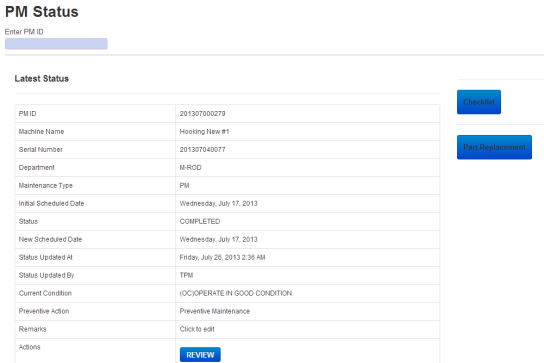 PM Status
Enter PM ID
Latest Status
Checklist
Part Replacement
PM ID 201307000279
Machine Name Hooking New #1
Serial Number 201307040077
Department M-ROD
Maintenance Type PM
Initial Scheduled Date Wednesday, July 17, 2013
Status COMPLETED
New Scheduled Date Wednesday, July 17, 2013
Status Updated At Friday, July 26, 2013 2:36 AM
Status Updated By TPM
Current Condition (OC)OPERATE IN GOOD CONDITION
Preventive Action Preventive Maintenance
Remarks Click to edit
Actions REVIEW